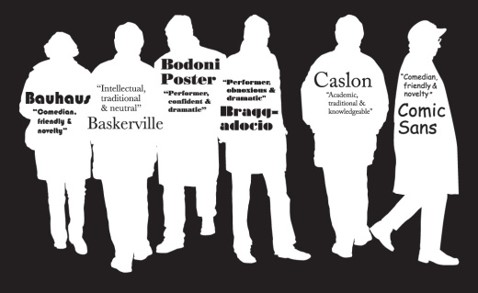 Bauhaus
"Comedian,
friendly &
novelty"
"Intellectual,
traditional
& neutral"
Baskerville
Bodoni
Poster
"Performer,
confident &
dramatic"
"Performer,
obnoxious &
dramatic"
Bragg-
adocio
Caslon
"Academic,
traditional &
knowledgeable"
"Comedian,
friendly &
novelty"
Comic
Sans